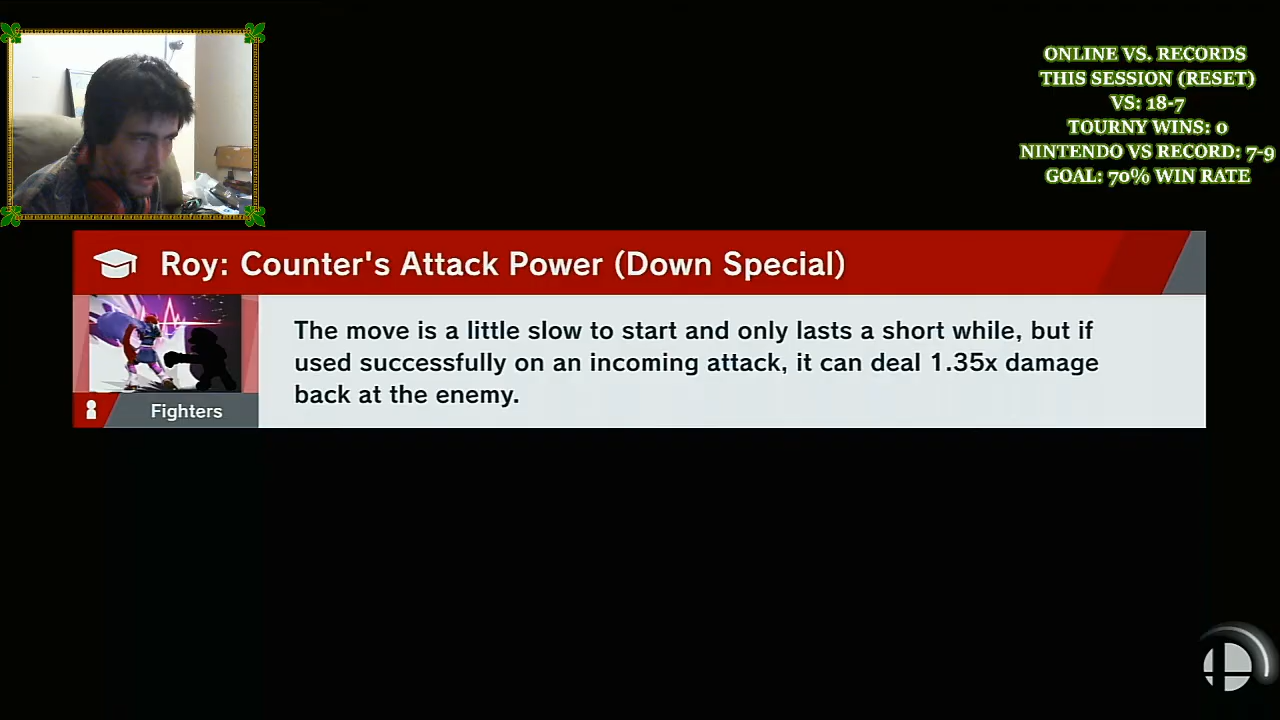 ONLINE VS. RECORDS
THIS SESSION (RESET)
VS: 18-7
TOURNY WINS: 0
NINTENDO VS RECORD: 7-9
GOAL: 70% WIN RATE
Roy: Counter's Attack Power (Down Special)
The move is a little slow to start and only lasts a short while, but if
used successfully on an incoming attack, it can deal 1.35x damage
back at the enemy.
Fighters